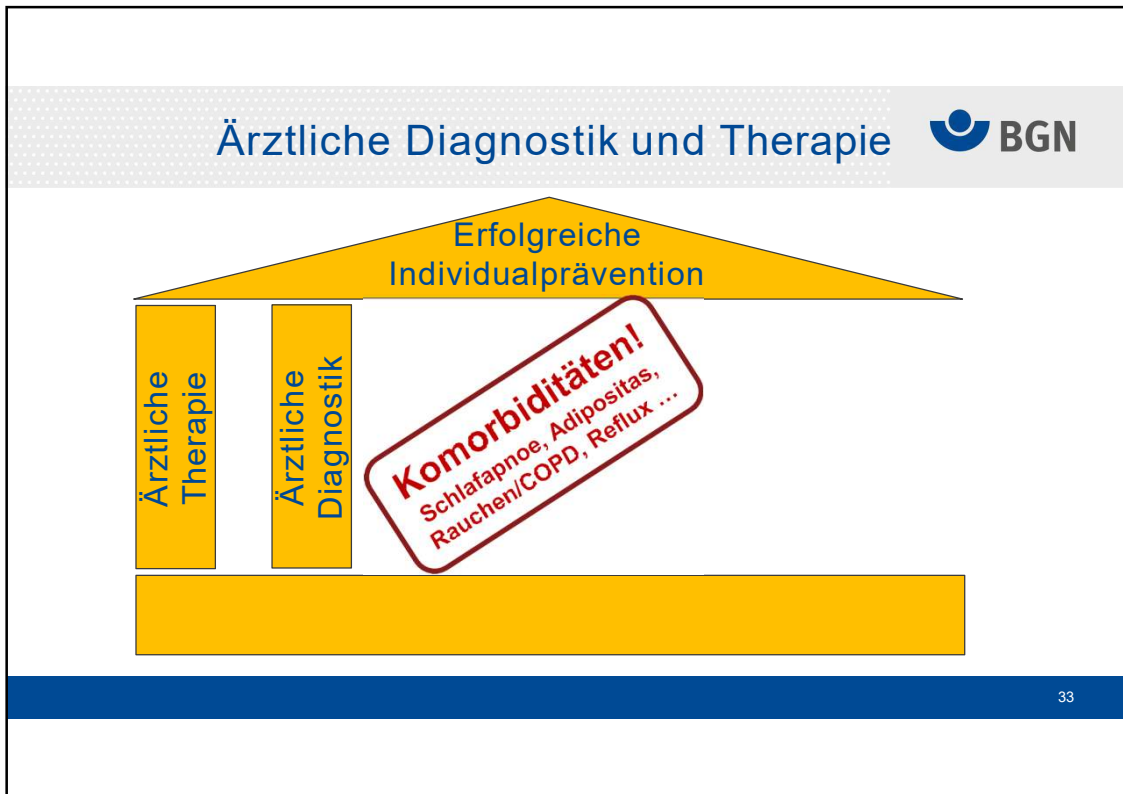 Ärztliche Diagnostik und Therapie
BGN
Erfolgreiche
Individualprävention
Ärztliche
Therapie
Ärztliche
Diagnostik
Komorbiditäten!
Schlafapnoe, Adipositas,
Rauchen/COPD, Reflux ...
33